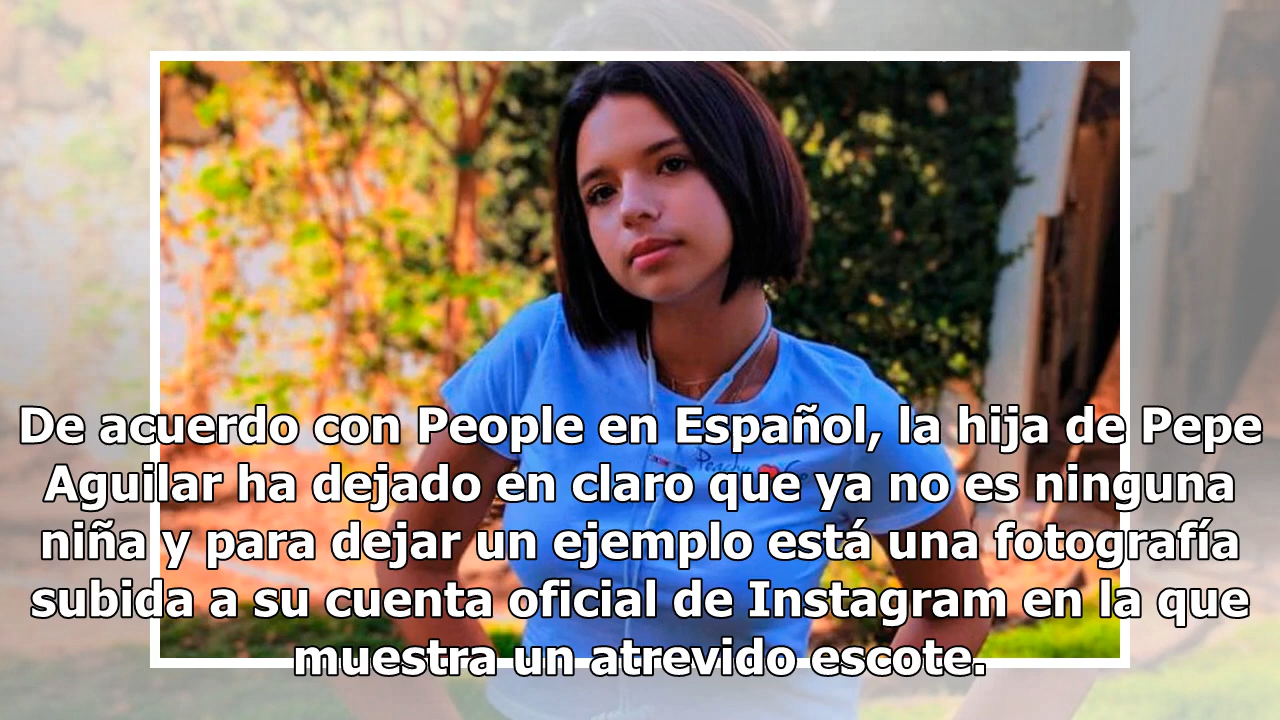 De acuerdo con People en Español, la hija de Pepe
Aguilar ha dejado en claro que ya no es ninguna
niña y para dejar un ejemplo está una fotografía
subida a su cuenta oficial de Instagram en la que
muestra un atrevido escote.
Peachy